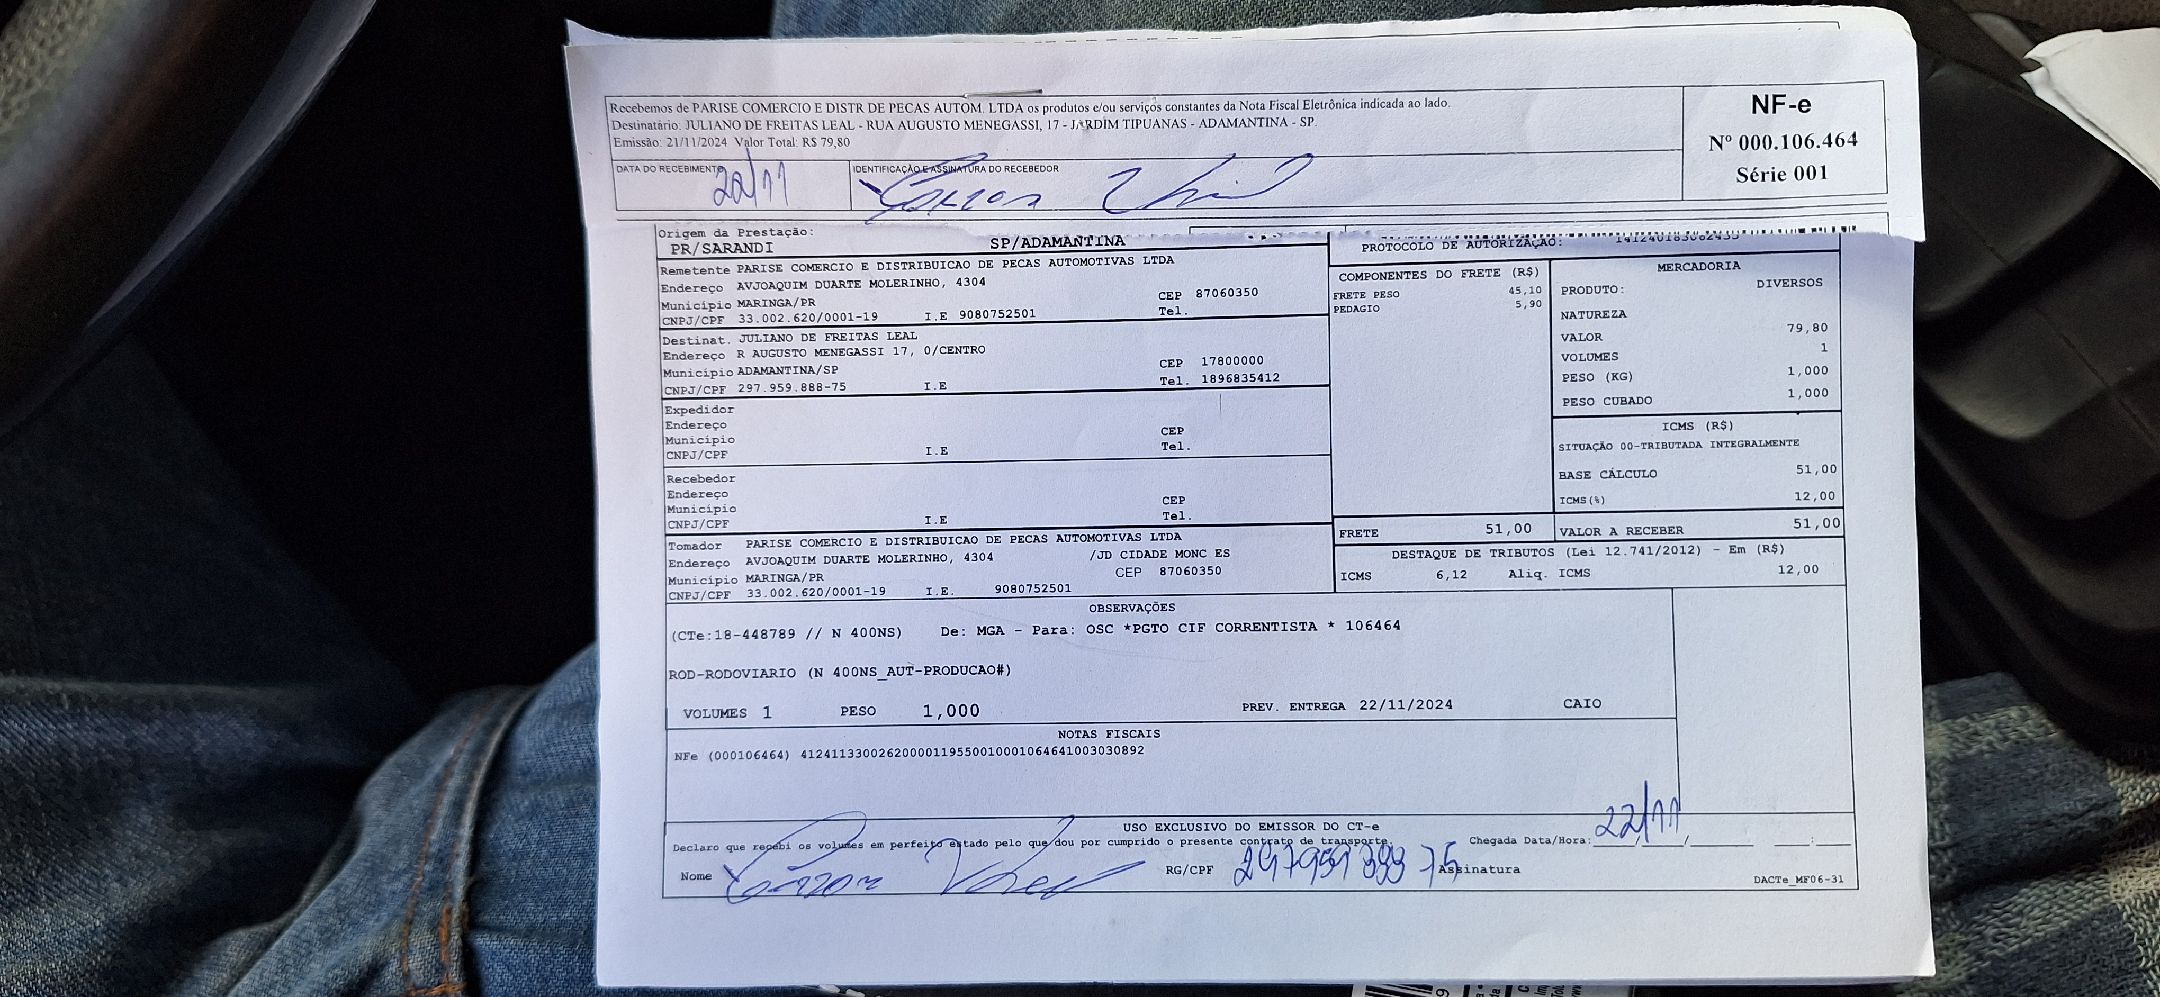 Recebemos de PARISE COMERCIO E DISTR DE PECAS AUTOM. LTDA os produtos e/ou serviços constantes da Nota Fiscal Eletrônica indicada ao lado.
Destinatário: JULIANO DE FREITAS LEAL - RUA AUGUSTO MENEGASSI, 17 - JARDIM TIPUANAS - ADAMANTINA - SP.
Emissão: 21/11/2024 Valor Total: R$ 79,80
NF-e
Nº 000.106.464
Série 001
DATA DO RECEBIMENTO
22/11
IDENTIFICAÇÃO E ASSINATURA DO RECEBEDOR
Origem da Prestação:
PR/SARANDI
SP/ADAMANTINA
PROTOCOLO DE AUTORIZAÇÃO:
Remetente PARISE COMERCIO E DISTRIBUICAO DE PECAS AUTOMOTIVAS LTDA
Endereço AVJOAQUIM DUARTE MOLERINHO, 4304
Município MARINGA/PR CEP 87060350
CNPJ/CPF 33.002.620/0001-19 I.E 9080752501 Tel.
Destinat. JULIANO DE FREITAS LEAL
Endereço R AUGUSTO MENEGASSI 17, 0/CENTRO
Município ADAMANTINA/SP CEP 17800000
CNPJ/CPF 297.959.888-75 I.E Tel. 1896835412
Expedidor
Endereço
Município CEP
CNPJ/CPF I.E Tel.
Recebedor
Endereço
Município CEP
CNPJ/CPF I.E Tel.
Tomador PARISE COMERCIO E DISTRIBUICAO DE PECAS AUTOMOTIVAS LTDA
Endereço AVJOAQUIM DUARTE MOLERINHO, 4304 /JD CIDADE MONC ES
Município MARINGA/PR CEP 87060350
CNPJ/CPF 33.002.620/0001-19 I.E. 9080752501
COMPONENTES DO FRETE (R$)
FRETE PESO 45,10
PEDAGIO 5,90
FRETE 51,00
MERCADORIA
PRODUTO: DIVERSOS
NATUREZA
VALOR 79,80
VOLUMES 1
PESO (KG) 1,000
PESO CUBADO 1,000
ICMS (R$)
SITUAÇÃO 00-TRIBUTADA INTEGRALMENTE
BASE CÁLCULO 51,00
ICMS(%) 12,00
VALOR A RECEBER 51,00
DESTAQUE DE TRIBUTOS (Lei 12.741/2012) - Em (R$)
ICMS 6,12 Aliq. ICMS 12,00
OBSERVAÇÕES
(CTe:18-448789 // N 400NS) De: MGA - Para: OSC *PGTO CIF CORRENTISTA * 106464
ROD-RODOVIARIO (N 400NS_AUT-PRODUCAO#)
VOLUMES 1 PESO 1,000 PREV. ENTREGA 22/11/2024 CAIO
NOTAS FISCAIS
NFe (000106464) 41241133002620000119550010001064641003030892
USO EXCLUSIVO DO EMISSOR DO CT-e
Declaro que recebi os volumes em perfeito estado pelo que dou por cumprido o presente contrato de transporte.
Chegada Data/Hora: 22/11
Nome
RG/CPF
Assinatura
DACTe_MF06-31